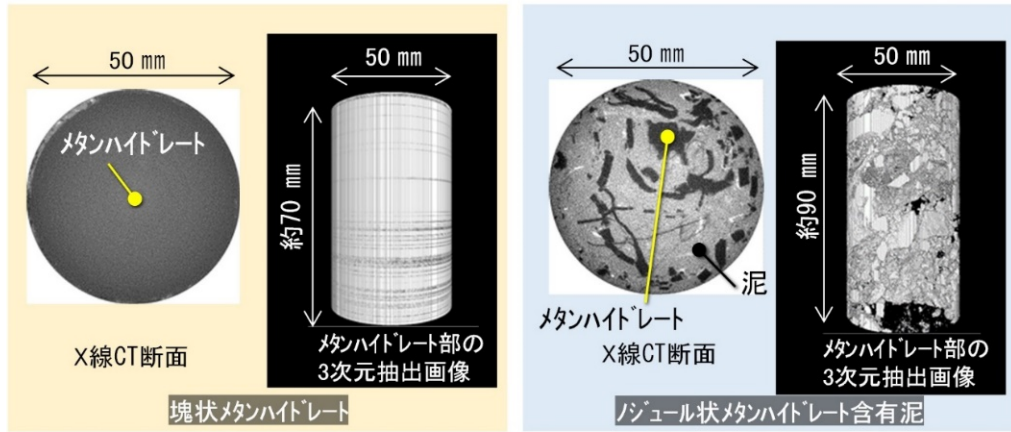 50 mm
メタンハイドレート
X線CT断面
50 mm
約70 mm
メタンハイドレート部の
3次元抽出画像
塊状メタンハイドレート
50 mm
泥
メタンハイドレート
X線CT断面
50 mm
約90 mm
メタンハイドレート部の
3次元抽出画像
ノジュール状メタンハイドレート含有泥